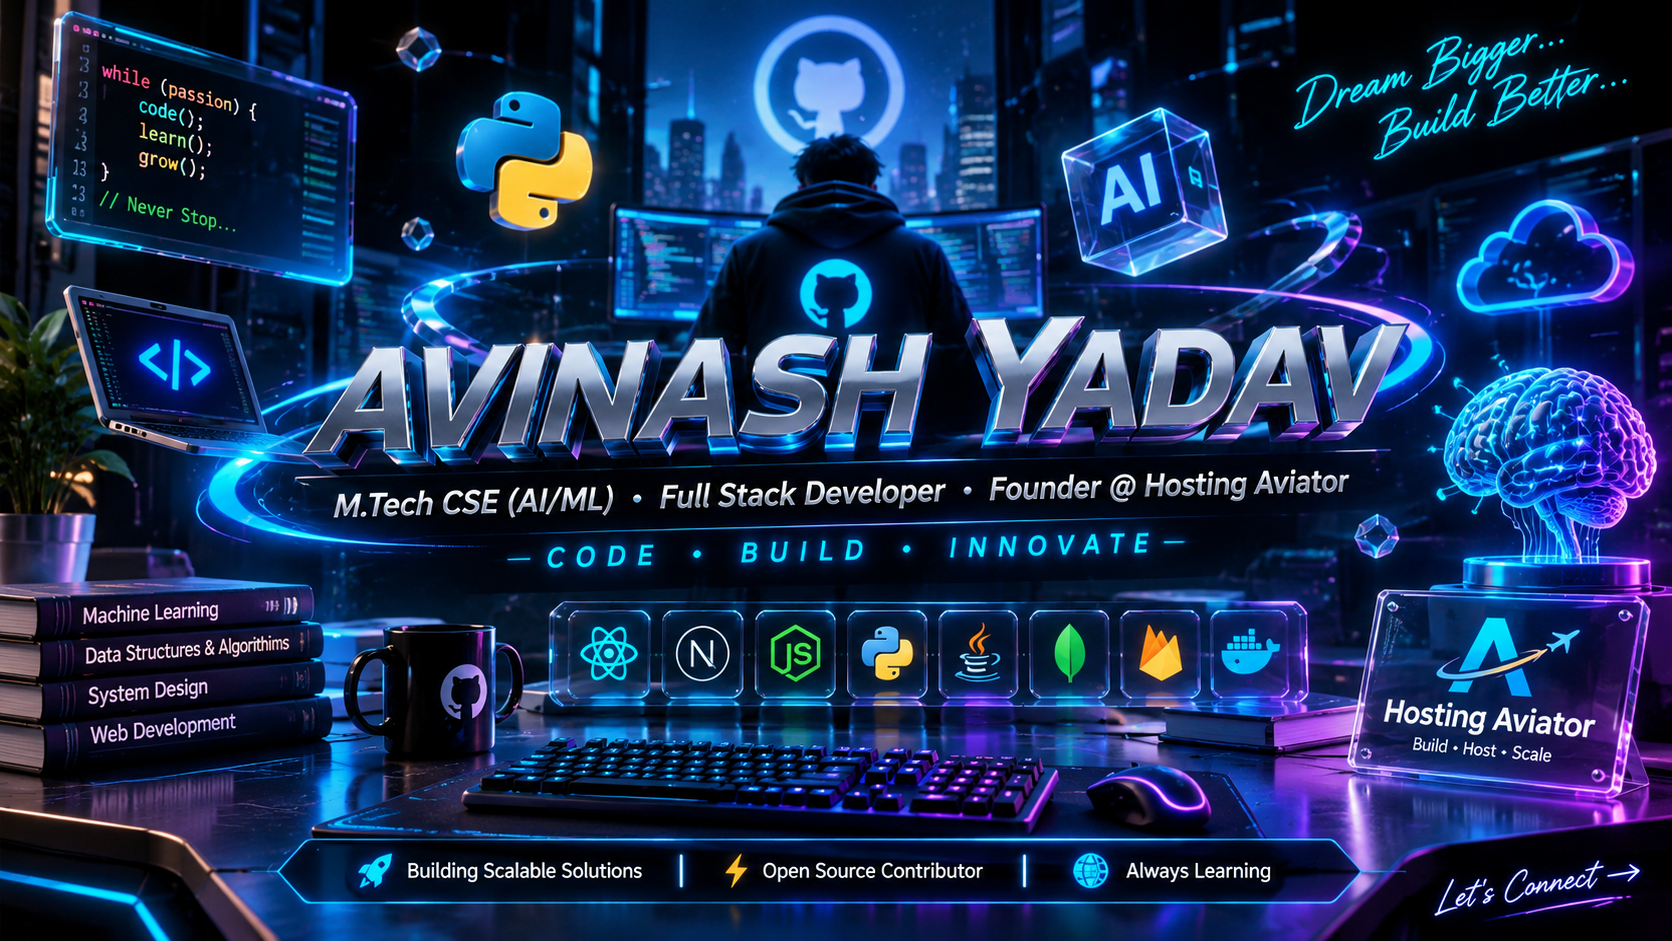 while (passion) {
code();
learn();
grow();
}
// Never Stop...
Dream Bigger...
Build Better...
AI
</>
AVINASH YADAV
M.Tech CSE (AI/ML) • Full Stack Developer • Founder @ Hosting Aviator
— CODE • BUILD • INNOVATE —
Machine Learning
Data Structures & Algorithims
System Design
Web Development
N
JS
Hosting Aviator
Build • Host • Scale
Building Scalable Solutions | Open Source Contributor | Always Learning
Let's Connect →